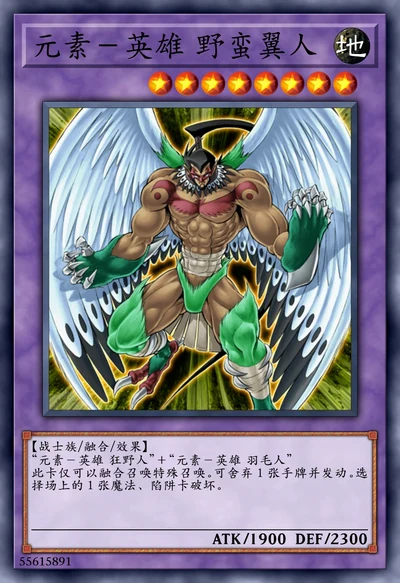 元素－英雄 野蛮翼人
地
【战士族/融合/效果】
“元素－英雄 狂野人”＋“元素－英雄 羽毛人”
此卡仅可以融合召唤特殊召唤。可舍弃1张手牌并发动。选
择场上的1张魔法、陷阱卡破坏。
ATK/1900 DEF/2300
55615891